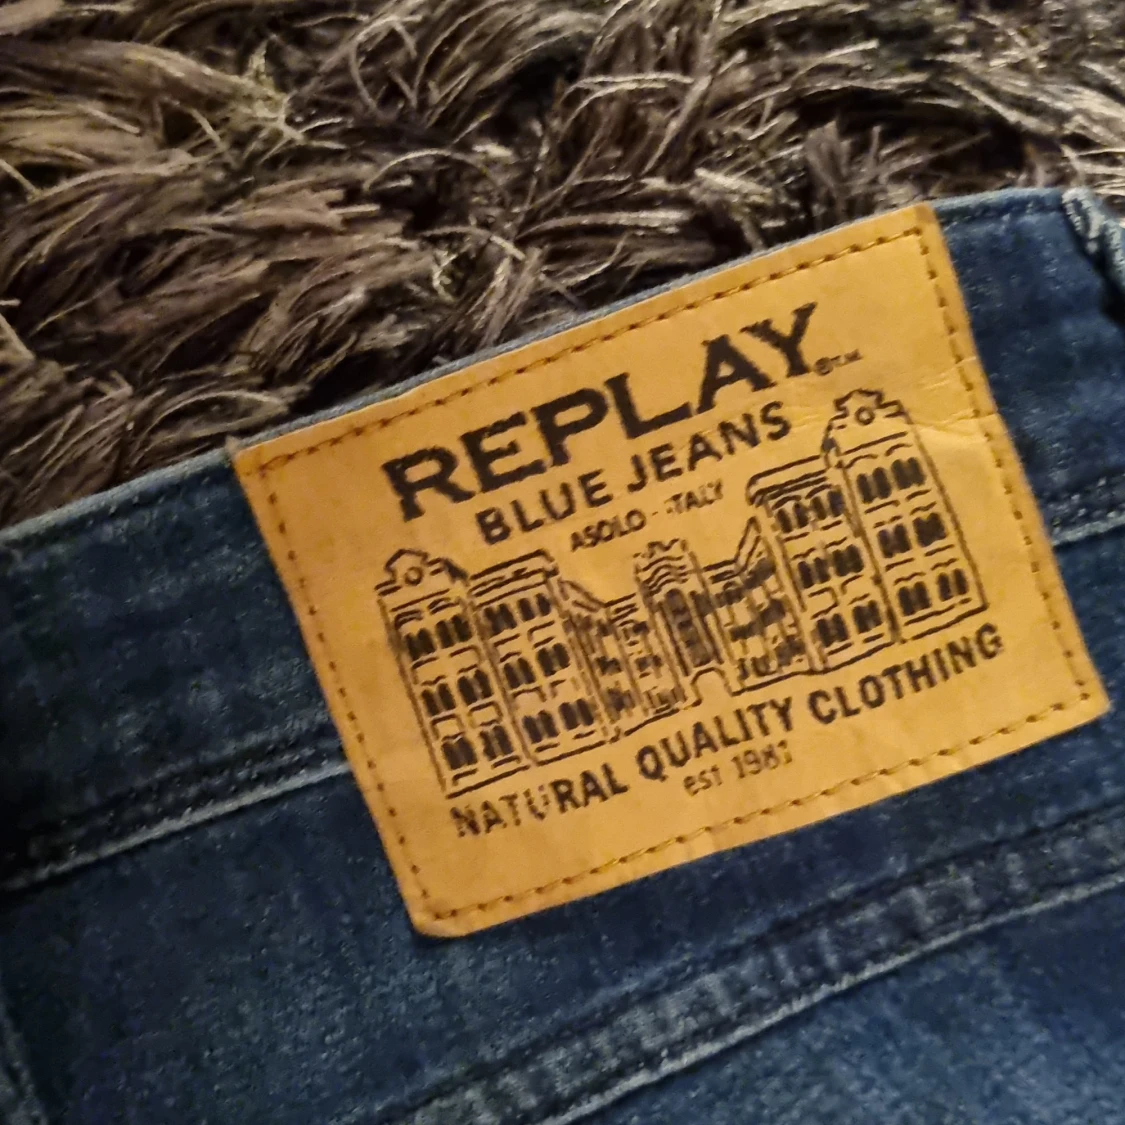 REPLAY
BLUE JEANS
ASOLO - ITALY
NATURAL QUALITY CLOTHING
est 1981